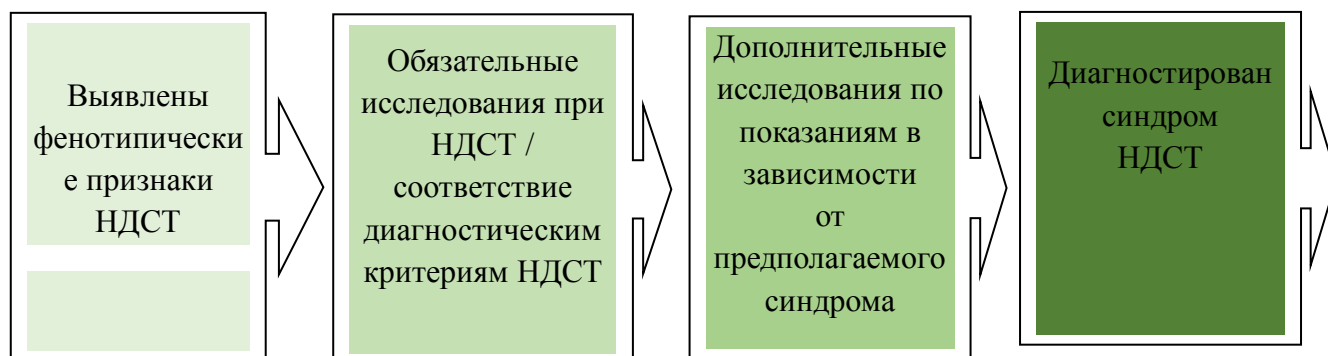 Выявлены
фенотипически
е признаки
НДСТ
Обязательные
исследования при
НДСТ /
соответствие
диагностическим
критериям НДСТ
Дополнительные
исследования по
показаниям в
зависимости
от
предполагаемого
синдрома
Диагностирован
синдром
НДСТ